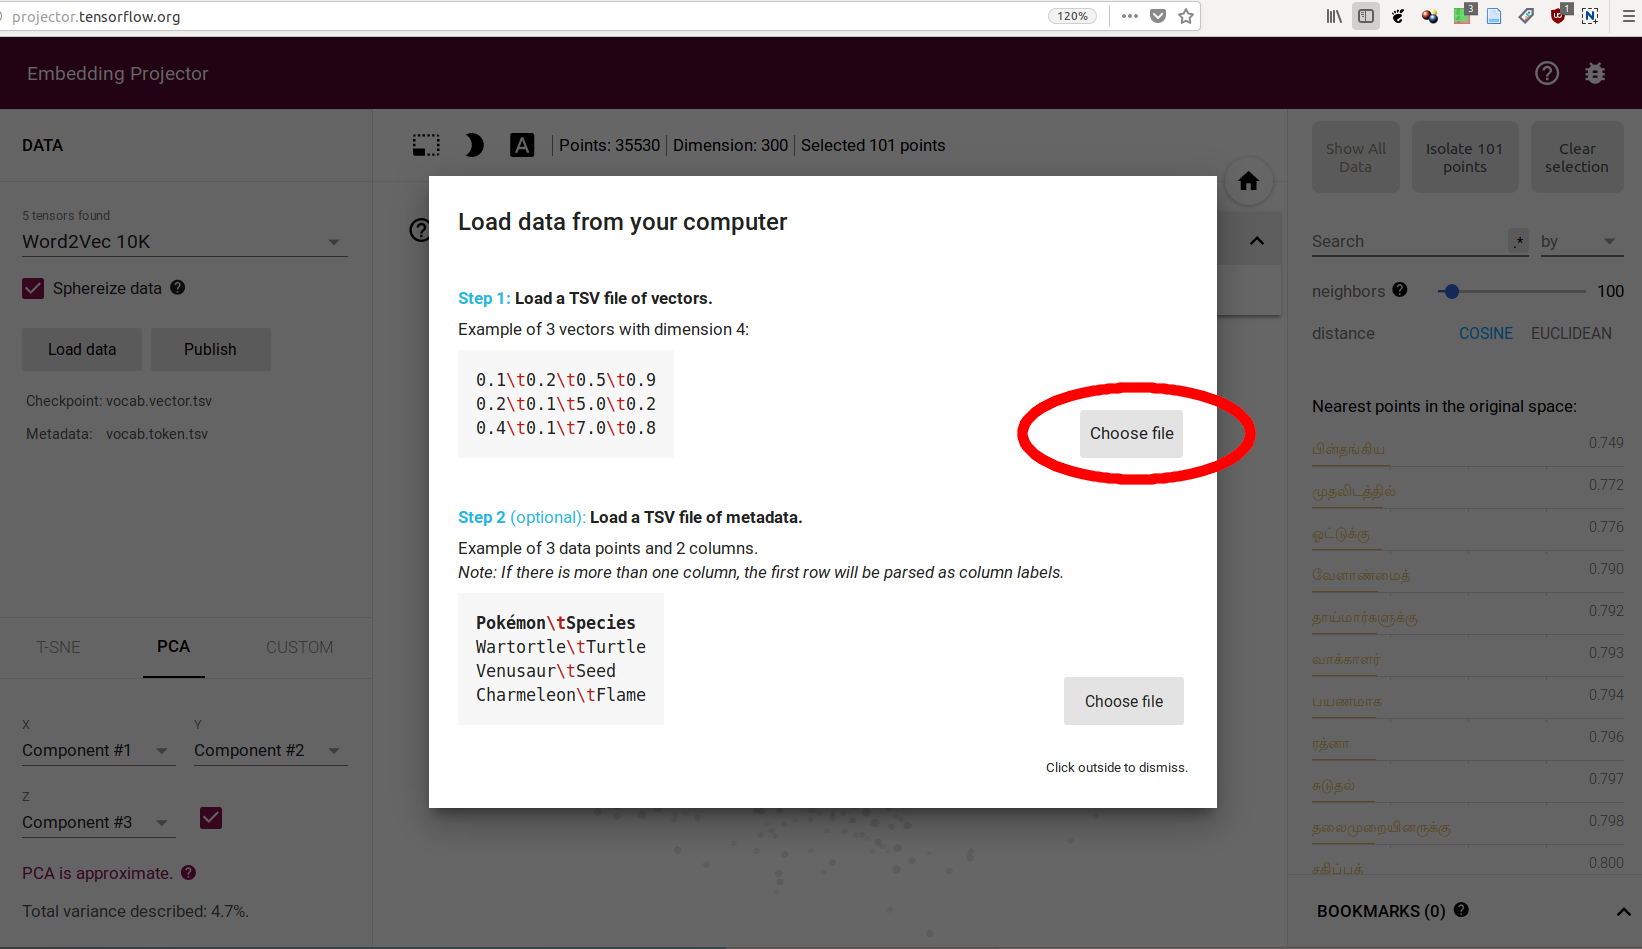 projector.tensorflow.org
120%
3
1
Embedding Projector
DATA
A
Points: 35530
Dimension: 300
Selected 101 points
5 tensors found
Word2Vec 10K
Sphereize data
Load data
Publish
Checkpoint: vocab.vector.tsv
Metadata: vocab.token.tsv
T-SNE
PCA
CUSTOM
X
Component #1
Y
Component #2
Z
Component #3
PCA is approximate.
Total variance described: 4.7%.
Load data from your computer
Step 1: Load a TSV file of vectors.
Example of 3 vectors with dimension 4:
0.1\t0.2\t0.5\t0.9
0.2\t0.1\t5.0\t0.2
0.4\t0.1\t7.0\t0.8
Choose file
Step 2 (optional): Load a TSV file of metadata.
Example of 3 data points and 2 columns.
Note: If there is more than one column, the first row will be parsed as column labels.
Pokémon\tSpecies
Wartortle\tTurtle
Venusaur\tSeed
Charmeleon\tFlame
Choose file
Click outside to dismiss.
Show All
Data
Isolate 101
points
Clear
selection
Search
.*
by
neighbors
100
distance
COSINE
EUCLIDEAN
Nearest points in the original space:
பின்தங்கிய 0.749
முதலிடத்தில் 0.772
ஓட்டுக்கு 0.776
வேளாண்மைத் 0.790
தாய்மார்களுக்கு 0.792
வாக்காளர் 0.793
பயணமாக 0.794
ரத்னா 0.796
சுடுதல் 0.797
தலைமுறையினருக்கு 0.798
0.800
BOOKMARKS (0)